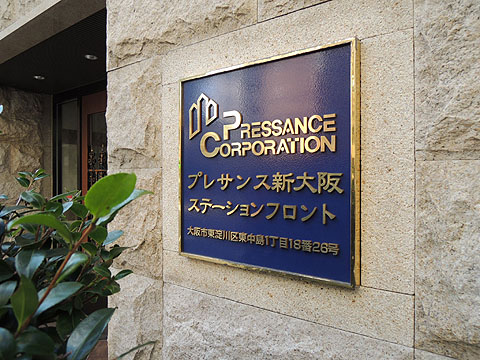 PRESSANCE
CORPORATION
プレサンス新大阪
ステーションフロント
大阪市東淀川区東中島1丁目18番26号